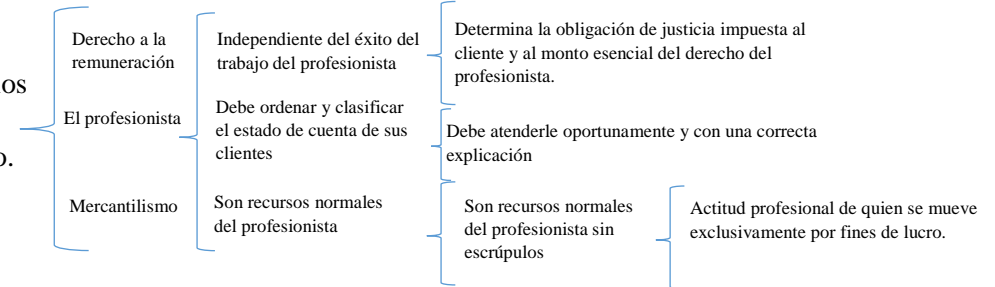 Derecho a la
remuneración
Independiente del éxito del
trabajo del profesionista
Determina la obligación de justicia impuesta al
cliente y al monto esencial del derecho del
profesionista.
El profesionista
Debe ordenar y clasificar
el estado de cuenta de sus
clientes
Debe atenderle oportunamente y con una correcta
explicación
Mercantilismo
Son recursos normales
del profesionista
Son recursos normales
del profesionista sin
escrúpulos
Actitud profesional de quien se mueve
exclusivamente por fines de lucro.